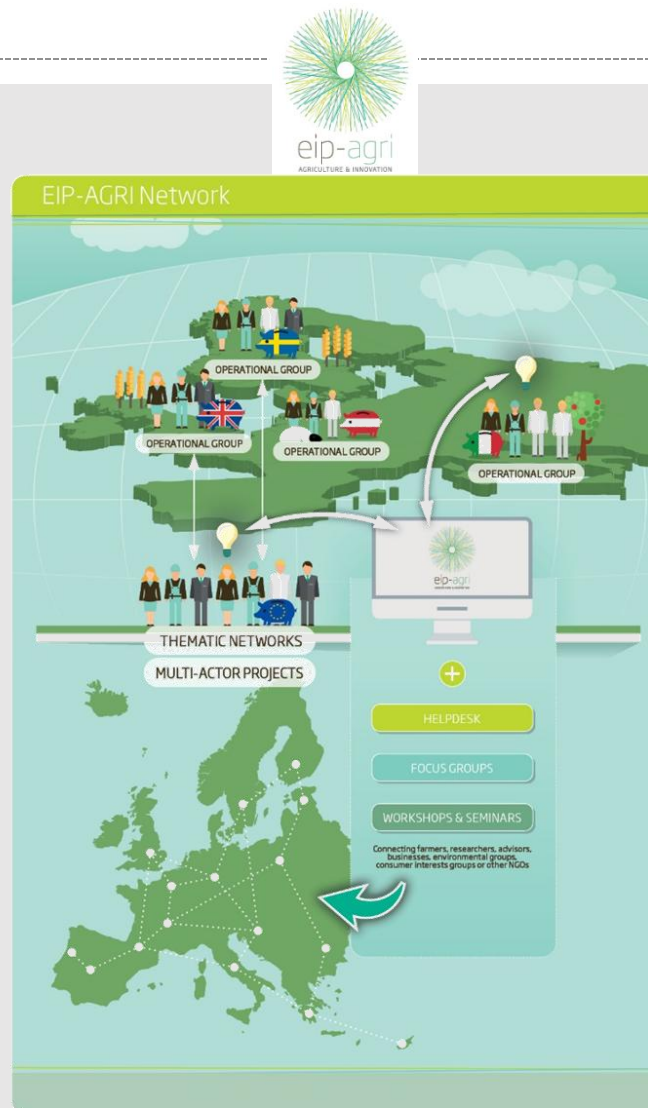 eip-agri
AGRICULTURE & INNOVATION
EIP-AGRI Network
OPERATIONAL GROUP
OPERATIONAL GROUP
OPERATIONAL GROUP
OPERATIONAL GROUP
eip-agri
AGRICULTURE & INNOVATION
THEMATIC NETWORKS
MULTI-ACTOR PROJECTS
+
HELPDESK
FOCUS GROUPS
WORKSHOPS & SEMINARS
Connecting farmers, researchers, advisors,
businesses, environmental groups,
consumer interests groups or other NGOs